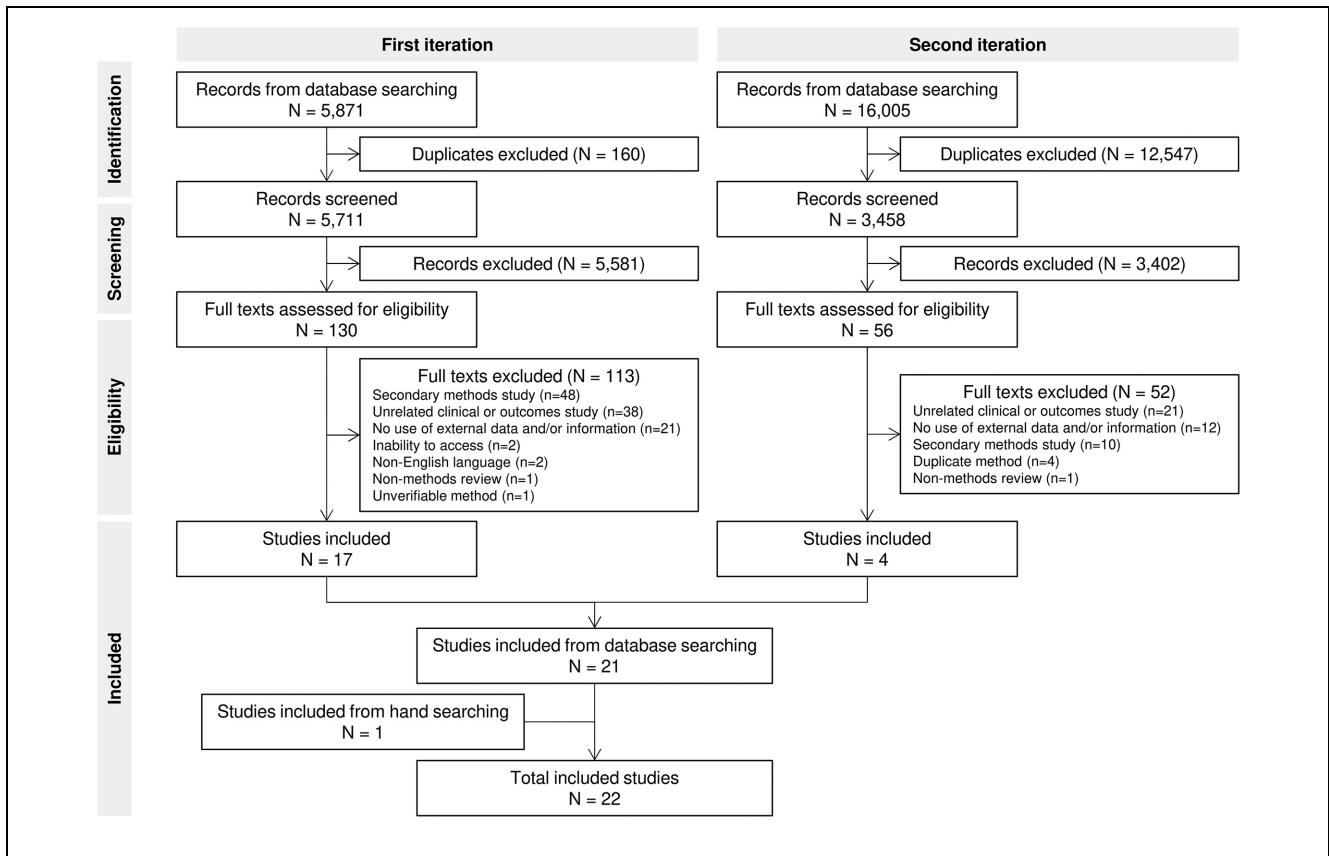 First iteration
Second iteration
Identification
Records from database searching
N = 5,871
Records from database searching
N = 16,005
Duplicates excluded (N = 160)
Duplicates excluded (N = 12,547)
Records screened
N = 5,711
Records screened
N = 3,458
Screening
Records excluded (N = 5,581)
Records excluded (N = 3,402)
Full texts assessed for eligibility
N = 130
Full texts assessed for eligibility
N = 56
Eligibility
Full texts excluded (N = 113)
Secondary methods study (n=48)
Unrelated clinical or outcomes study (n=38)
No use of external data and/or information (n=21)
Inability to access (n=2)
Non-English language (n=2)
Non-methods review (n=1)
Unverifiable method (n=1)
Full texts excluded (N = 52)
Unrelated clinical or outcomes study (n=21)
No use of external data and/or information (n=12)
Secondary methods study (n=10)
Duplicate method (n=4)
Non-methods review (n=1)
Studies included
N = 17
Studies included
N = 4
Included
Studies included from database searching
N = 21
Studies included from hand searching
N = 1
Total included studies
N = 22